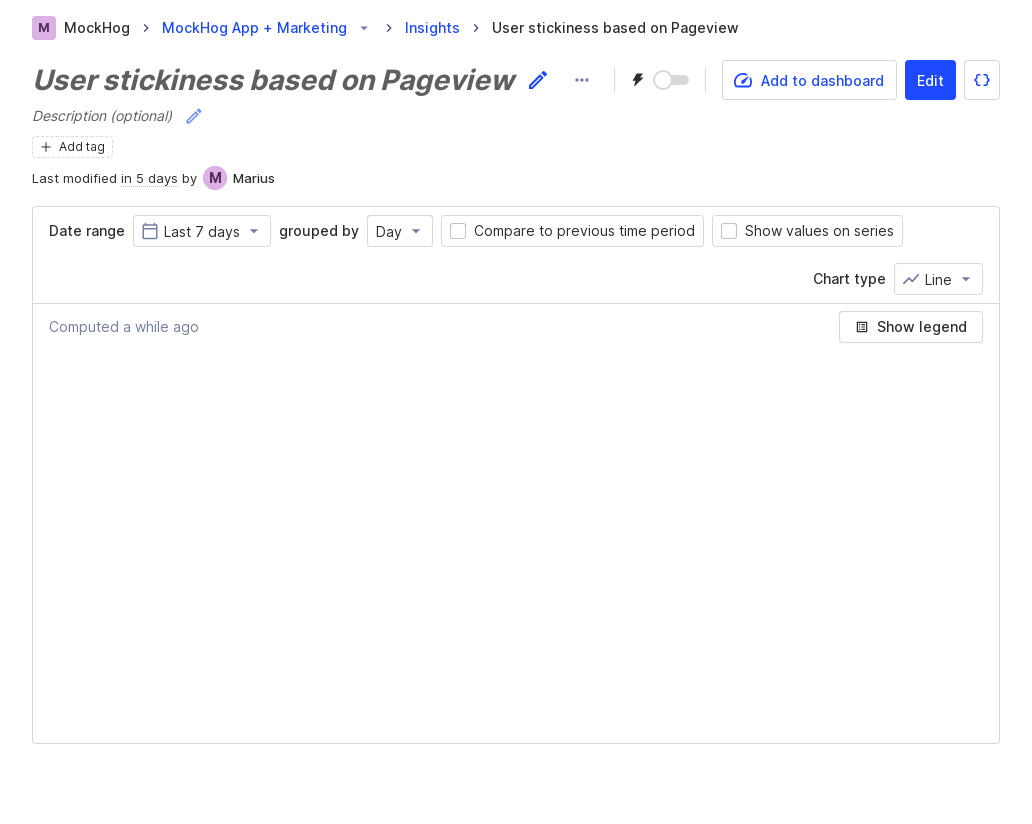 M MockHog MockHog App + Marketing Insights User stickiness based on Pageview
User stickiness based on Pageview Add to dashboard Edit
Description (optional)
Add tag
Last modified in 5 days by M Marius
Date range Last 7 days grouped by Day Compare to previous time period Show values on series
Chart type Line
Computed a while ago Show legend